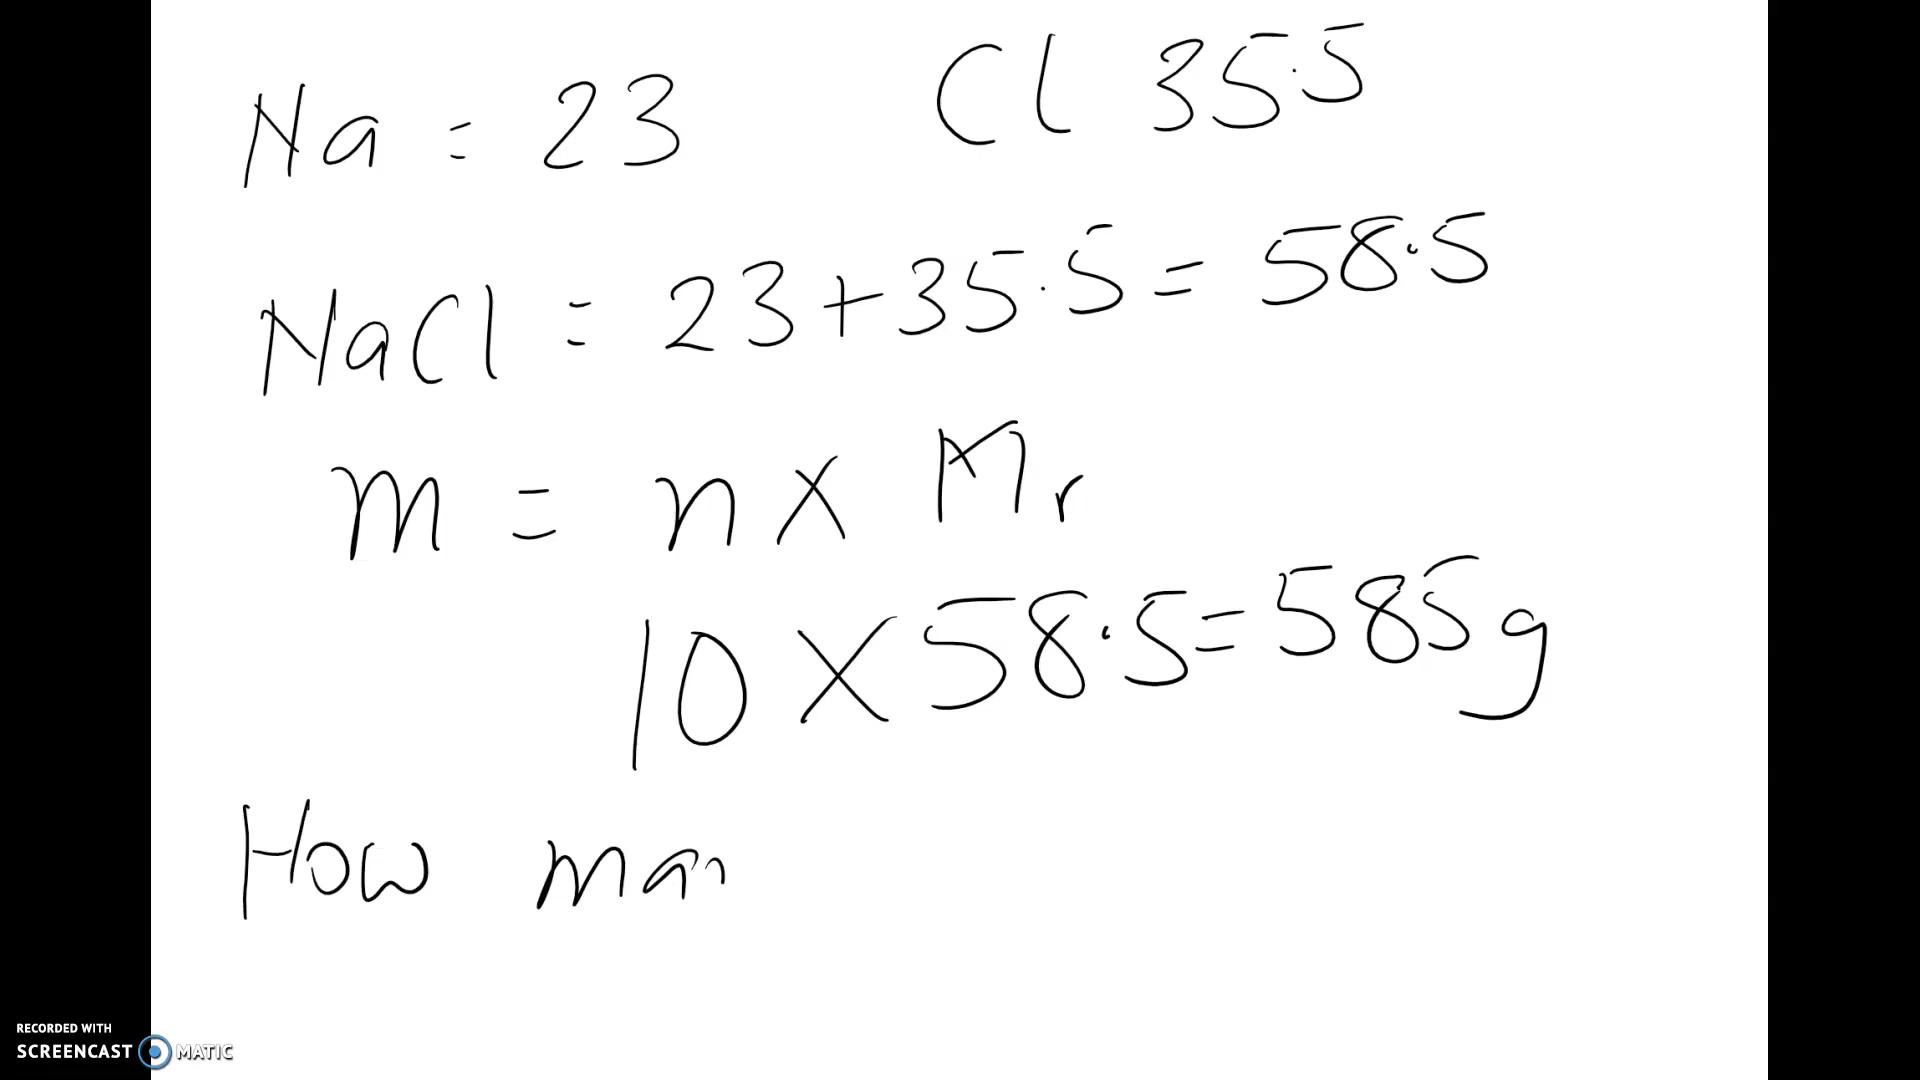 Na = 23 Cl 35.5
NaCl = 23+35.5 = 58.5
m = n x Mr
10 x 58.5 = 585g
How man
RECORDED WITH
SCREENCAST MATIC